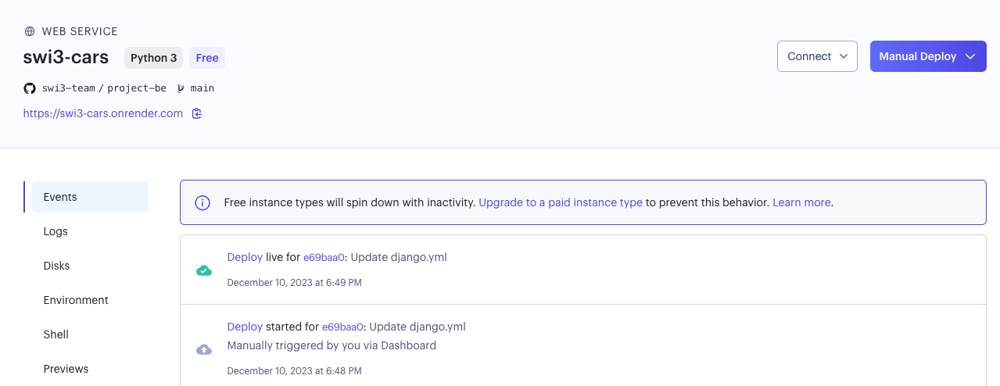 WEB SERVICE
swi3-cars Python 3 Free
Connect Manual Deploy
swi3-team / project-be main
https://swi3-cars.onrender.com
Events
Logs
Disks
Environment
Shell
Previews
Free instance types will spin down with inactivity. Upgrade to a paid instance type to prevent this behavior. Learn more.
Deploy live for e69baa0: Update django.yml
December 10, 2023 at 6:49 PM
Deploy started for e69baa0: Update django.yml
Manually triggered by you via Dashboard
December 10, 2023 at 6:48 PM